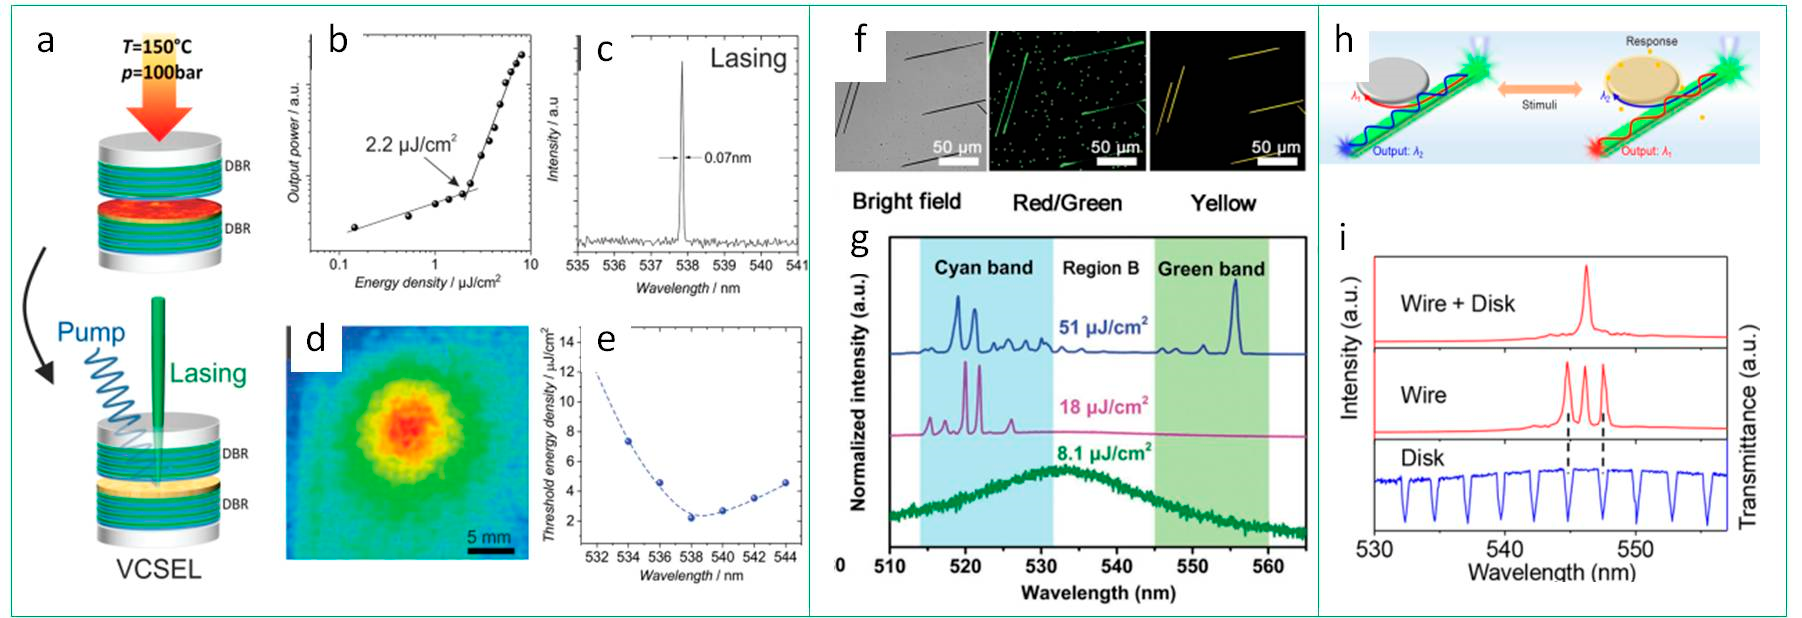 a
T=150°C
p=100bar
DBR
DBR
Pump
Lasing
DBR
DBR
VCSEL
b
Output power / a.u.
2.2 µJ/cm²
0.1
1
10
Energy density / µJ/cm²
c
Lasing
Intensity / a.u
0.07nm
535 536 537 538 539 540 541
Wavelength / nm
d
5 mm
e
Threshold energy density / µJ/cm²
14
12
10
8
6
4
2
532 534 536 538 540 542 544
Wavelength / nm
f
50 µm
50 µm
50 µm
Bright field
Red/Green
Yellow
g
Normalized intensity (a.u.)
Cyan band
Region B
Green band
51 µJ/cm²
18 µJ/cm²
8.1 µJ/cm²
0
510 520 530 540 550 560
Wavelength (nm)
h
Response
λ₁
λ₂
Stimuli
Output: λ₂
Output: λ₁
i
Intensity (a.u.)
Transmittance (a.u.)
Wire + Disk
Wire
Disk
530 540 550
Wavelength (nm)